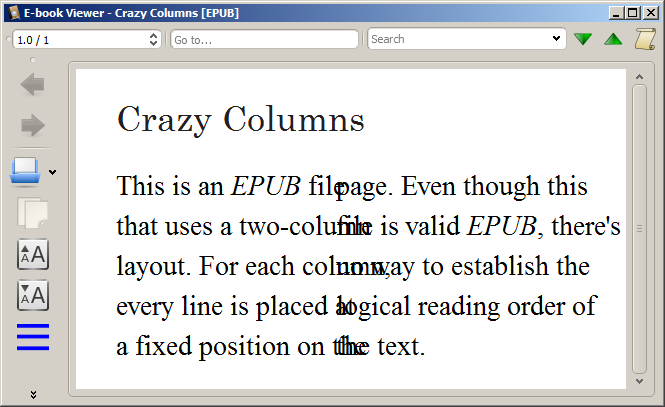 E-book Viewer - Crazy Columns [EPUB]
1.0 / 1
Go to...
Search
Crazy Columns
This is an EPUB file
that uses a two-column
layout. For each column,
every line is placed at
a fixed position on the
page. Even though this
file is valid EPUB, there's
no way to establish the
logical reading order of
the text.